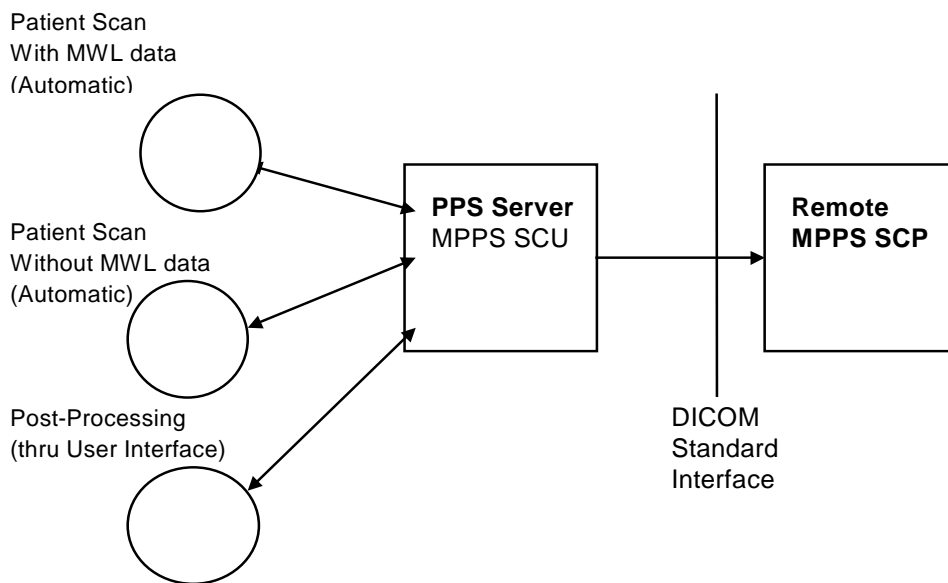 Patient Scan
With MWL data
(Automatic)
PPS Server
MPPS SCU
Remote
MPPS SCP
Patient Scan
Without MWL data
(Automatic)
Post-Processing
(thru User Interface)
DICOM
Standard
Interface